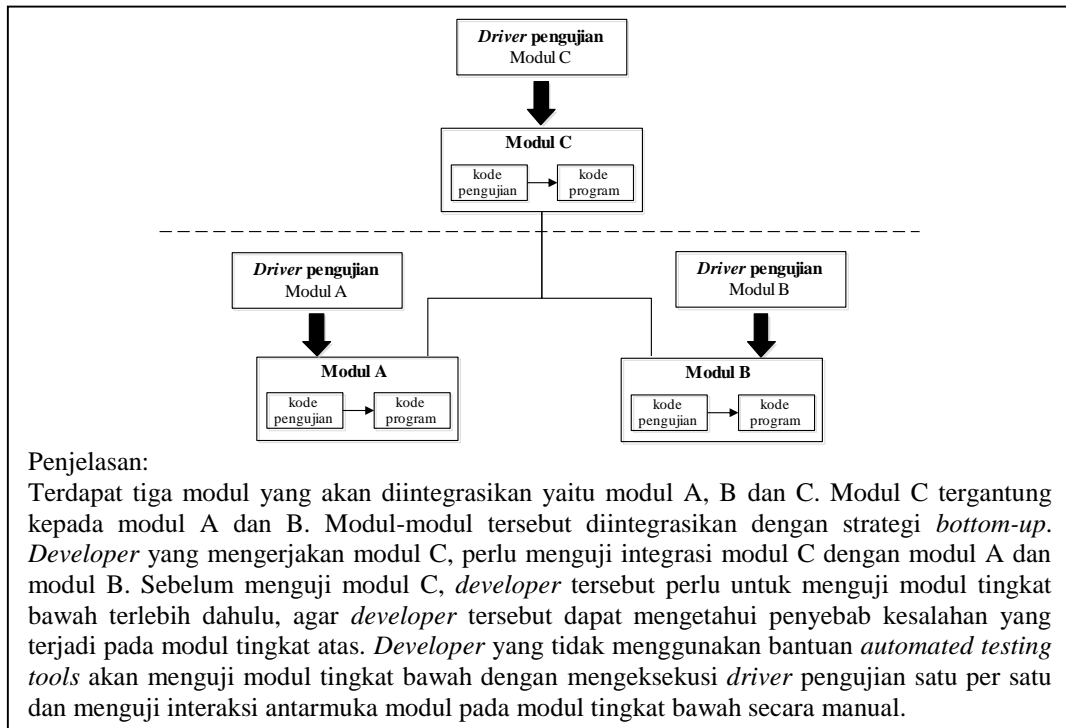 Driver pengujian
Modul C
Modul C
kode
pengujian
kode
program
Driver pengujian
Modul A
Driver pengujian
Modul B
Modul A
kode
pengujian
kode
program
Modul B
kode
pengujian
kode
program
Penjelasan:
Terdapat tiga modul yang akan diintegrasikan yaitu modul A, B dan C. Modul C tergantung
kepada modul A dan B. Modul-modul tersebut diintegrasikan dengan strategi bottom-up.
Developer yang mengerjakan modul C, perlu menguji integrasi modul C dengan modul A dan
modul B. Sebelum menguji modul C, developer tersebut perlu untuk menguji modul tingkat
bawah terlebih dahulu, agar developer tersebut dapat mengetahui penyebab kesalahan yang
terjadi pada modul tingkat atas. Developer yang tidak menggunakan bantuan automated testing
tools akan menguji modul tingkat bawah dengan mengeksekusi driver pengujian satu per satu
dan menguji interaksi antarmuka modul pada modul tingkat bawah secara manual.